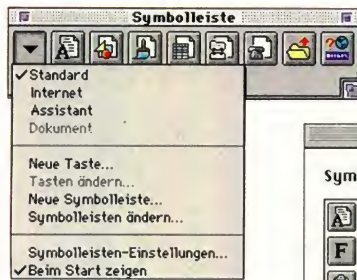 Symbolleiste
✓Standard
Internet
Assistant
Dokument
Neue Taste...
Tasten ändern...
Neue Symbolleiste...
Symbolleisten ändern...
Symbolleisten-Einstellungen...
✓Beim Start zeigen
Sym
A
F